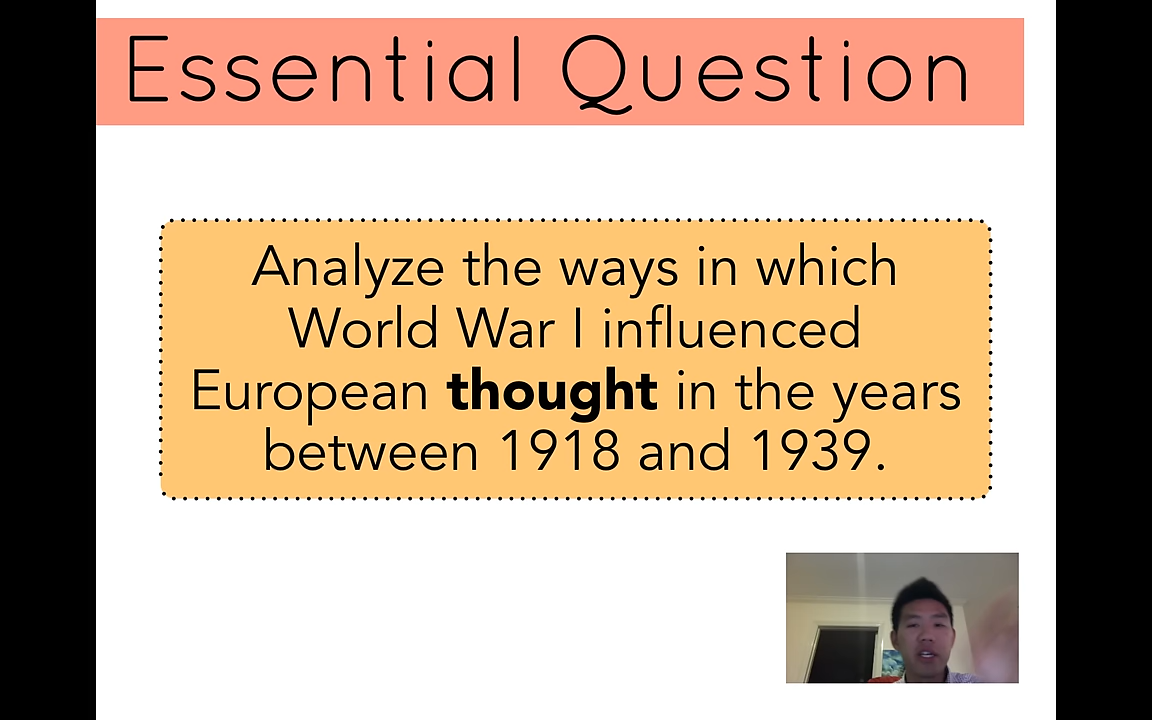 Essential Question
Analyze the ways in which
World War I influenced
European thought in the years
between 1918 and 1939.